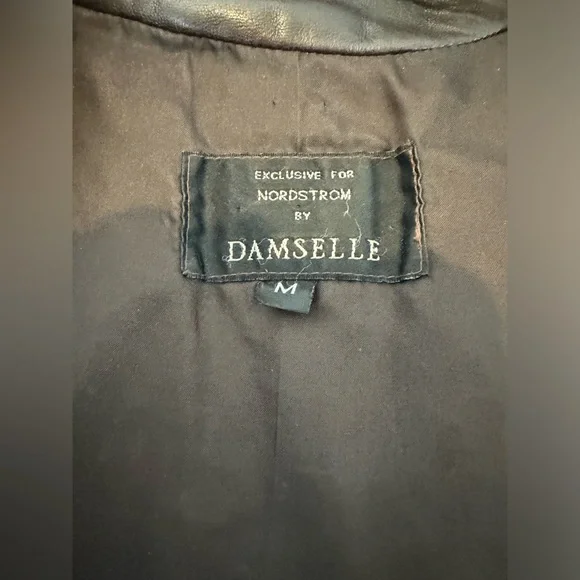 EXCLUSIVE FOR
NORDSTROM
BY
DAMSELLE
M